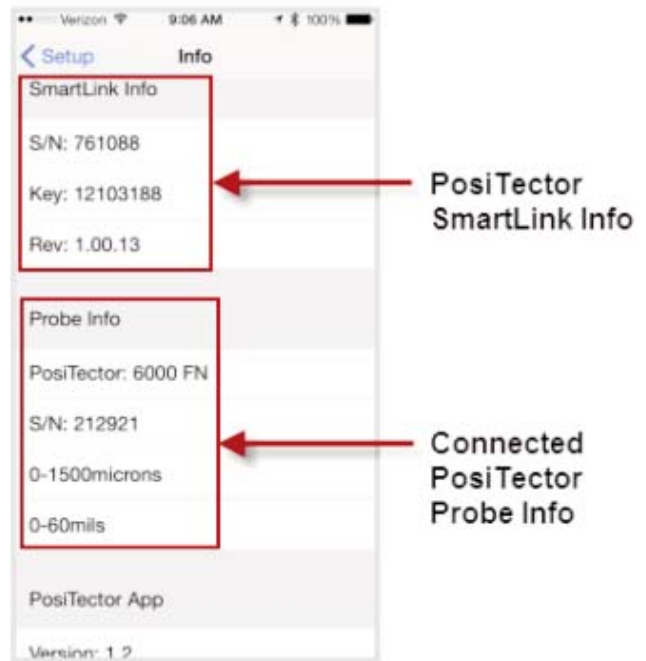 Verizon 9:06 AM 100%
Setup Info
SmartLink Info
S/N: 761088
Key: 12103188
Rev: 1.00.13
PosiTector
SmartLink Info
Probe Info
PosiTector: 6000 FN
S/N: 212921
0-1500microns
0-60mils
Connected
PosiTector
Probe Info
PosiTector App
Version: 1.2